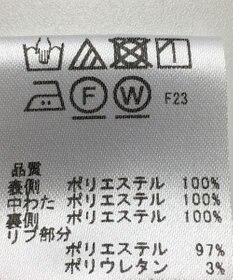 F W F23
品質
表側 ポリエステル 100%
中わた ポリエステル 100%
裏側 ポリエステル 100%
リブ部分
ポリエステル 97%
ポリウレタン 3%